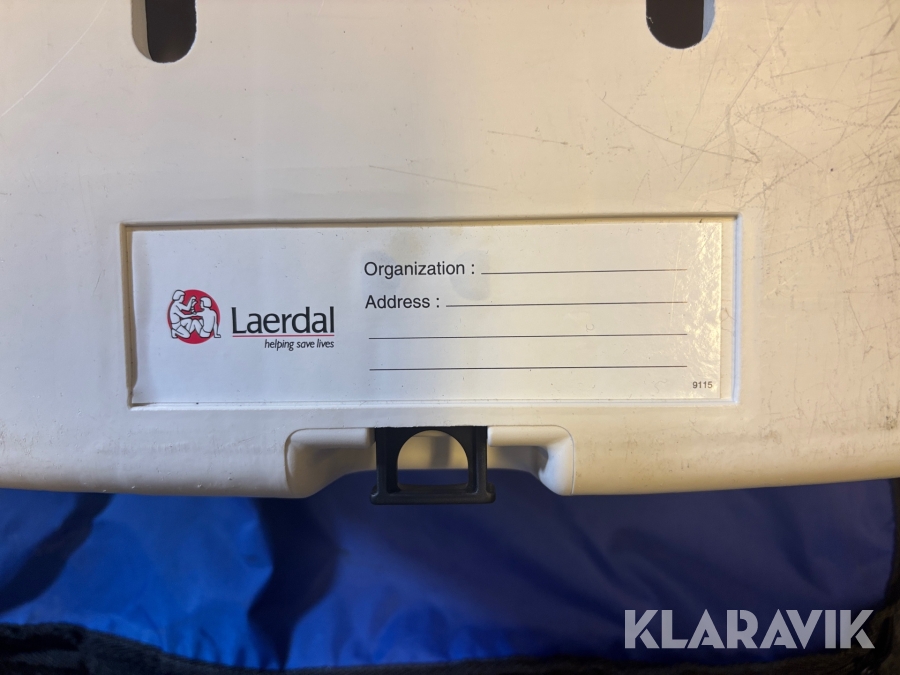 Organization :
Address :
Laerdal
helping save lives
9115
KLARAVIK